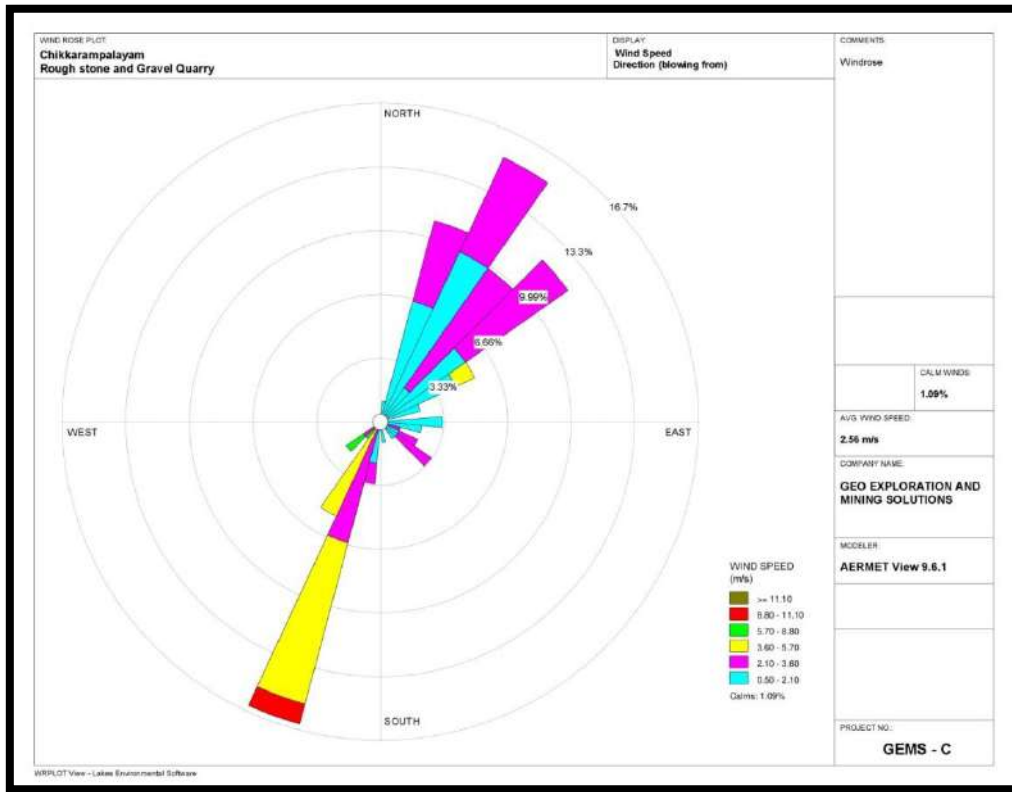 WIND ROSE PLOT:
Chikkarampalayam
Rough stone and Gravel Quarry
DISPLAY:
Wind Speed
Direction (blowing from)
COMMENTS:
Windrose
NORTH
16.7%
13.3%
9.99%
6.66%
3.33%
WEST
EAST
SOUTH
WIND SPEED
(m/s)
>= 11.10
8.80 - 11.10
5.70 - 8.80
3.60 - 5.70
2.10 - 3.60
0.50 - 2.10
Calms: 1.09%
CALM WINDS:
1.09%
AVG. WIND SPEED:
2.56 m/s
COMPANY NAME:
GEO EXPLORATION AND
MINING SOLUTIONS
MODELER:
AERMET View 9.6.1
PROJECT NO.:
GEMS - C
WRPLOT View - Lakes Environmental Software